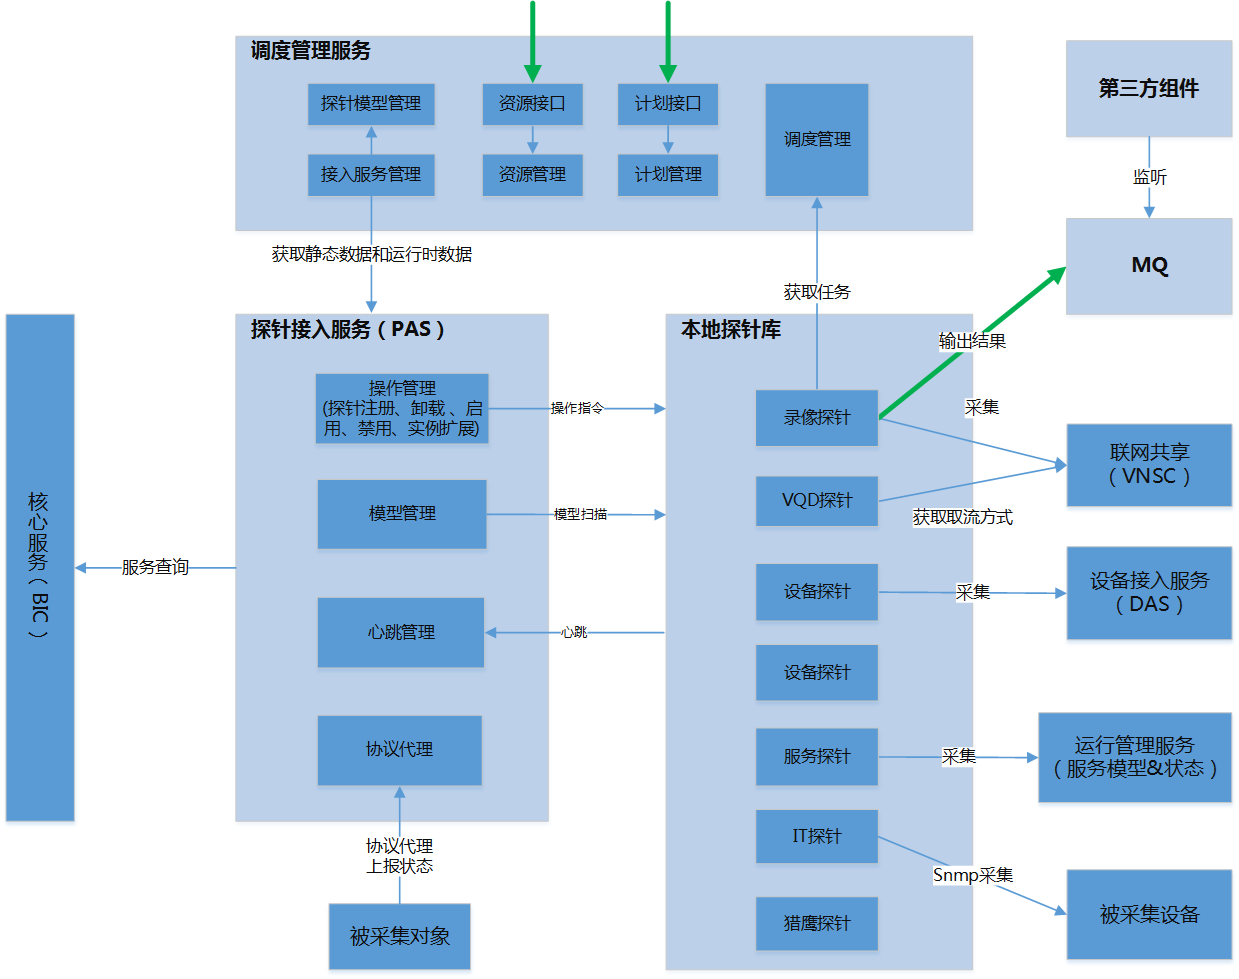 调度管理服务
探针模型管理
资源接口
计划接口
调度管理
接入服务管理
资源管理
计划管理
第三方组件
监听
MQ
获取静态数据和运行时数据
获取任务
输出结果
核心服务（BIC）
服务查询
探针接入服务（PAS）
操作管理
(探针注册、卸载 、启
用、禁用、实例扩展)
模型管理
心跳管理
协议代理
操作指令
模型扫描
心跳
协议代理
上报状态
被采集对象
本地探针库
录像探针
VQD探针
设备探针
设备探针
服务探针
IT探针
猎鹰探针
采集
联网共享
（VNSC）
获取取流方式
采集
设备接入服务
（DAS）
采集
运行管理服务
（服务模型&状态）
Snmp采集
被采集设备